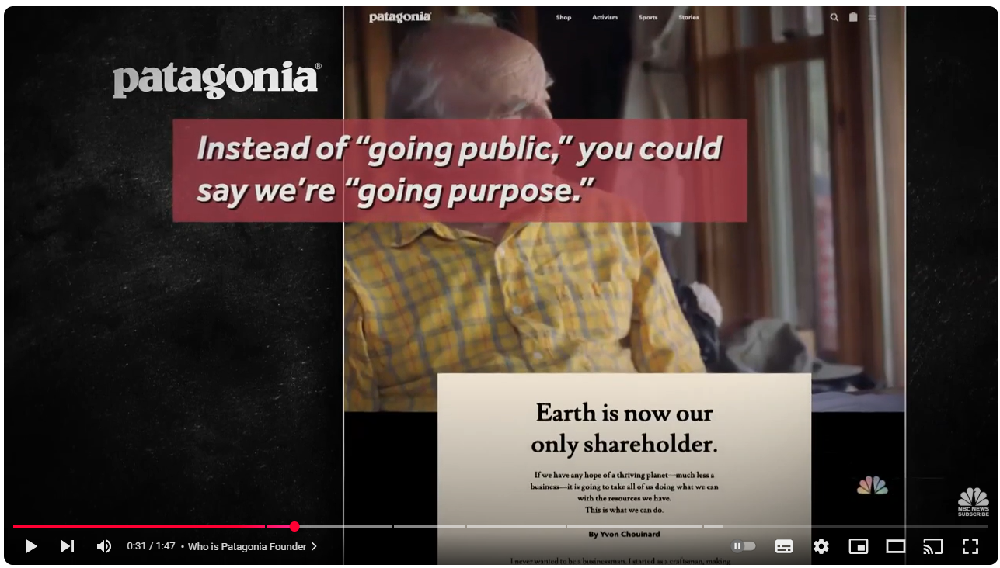 patagonia
Shop
Activism
Sports
Stories
patagonia®
Instead of “going public,” you could
say we’re “going purpose.”
Earth is now our
only shareholder.
If we have any hope of a thriving planet—much less a
business—it is going to take all of us doing what we can
with the resources we have.
This is what we can do.
By Yvon Chouinard
I never wanted to be a businessman. I started as a craftsman, making
NBC NEWS
SUBSCRIBE
0:31 / 1:47 • Who is Patagonia Founder